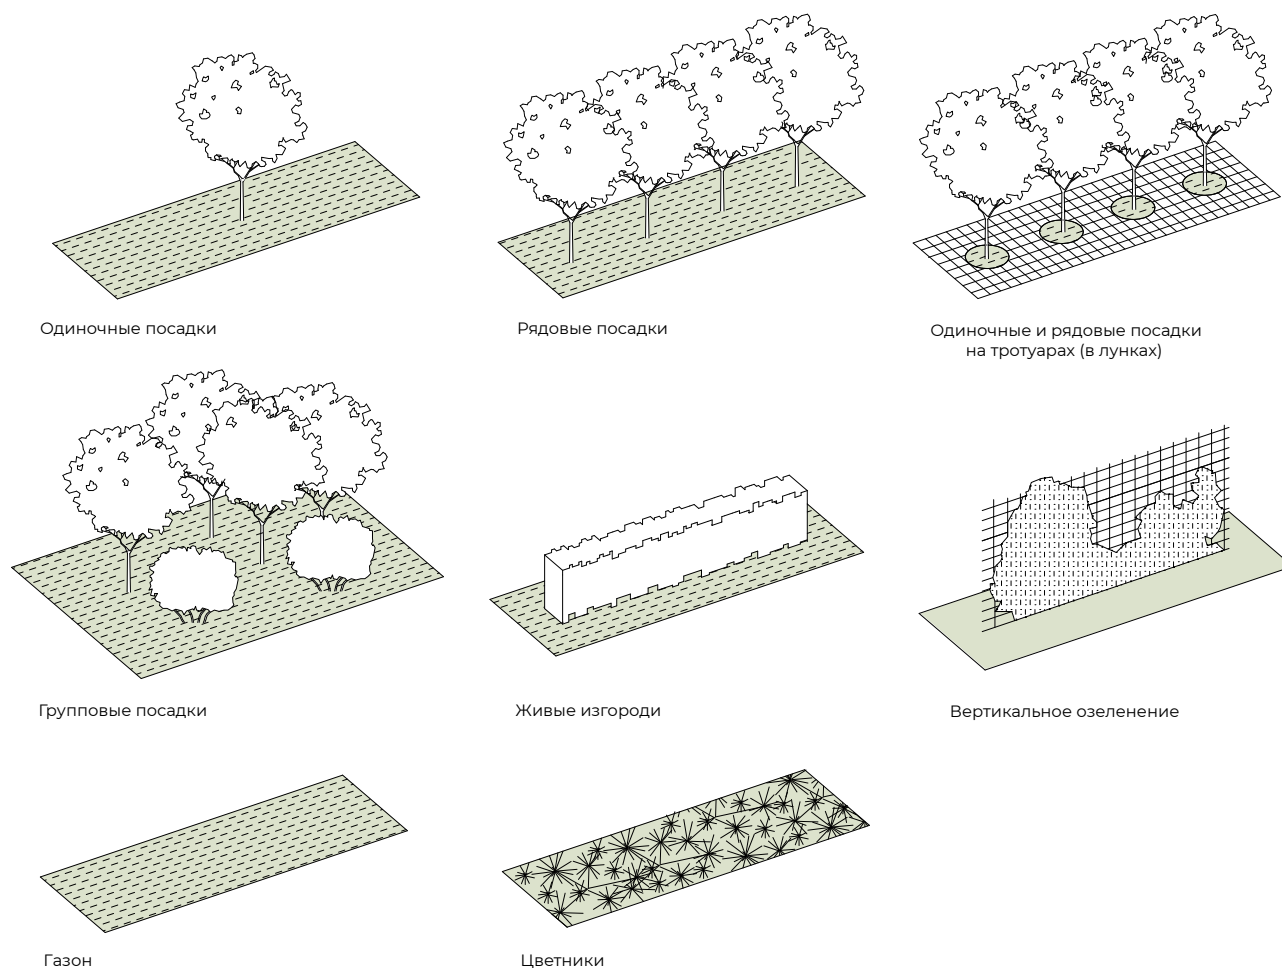 Одиночные посадки
Рядовые посадки
Одиночные и рядовые посадки
на тротуарах (в лунках)
Групповые посадки
Живые изгороди
Вертикальное озеленение
Газон
Цветники